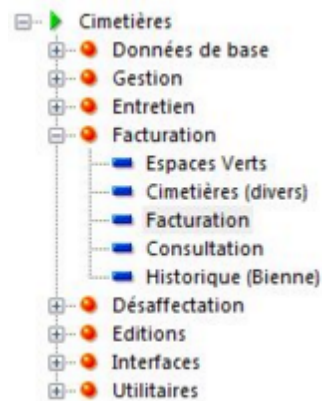 Cimetières
Données de base
Gestion
Entretien
Facturation
Espaces Verts
Cimetières (divers)
Facturation
Consultation
Historique (Bienne)
Désaffectation
Editions
Interfaces
Utilitaires